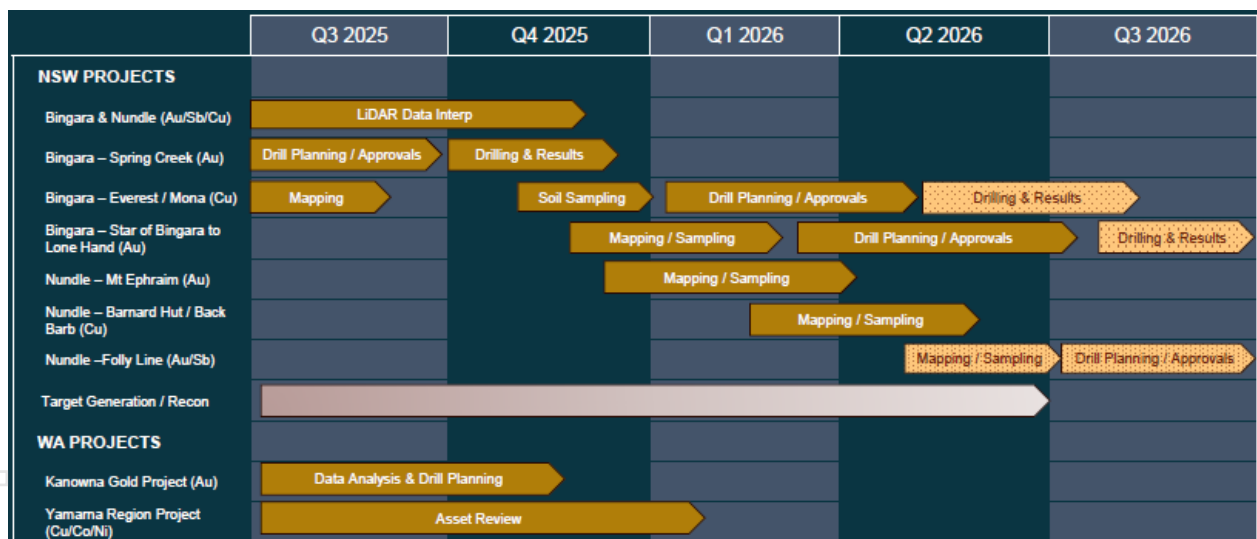 Q3 2025 Q4 2025 Q1 2026 Q2 2026 Q3 2026
NSW PROJECTS
Bingara & Nundle (Au/Sb/Cu) LiDAR Data Interp
Bingara – Spring Creek (Au) Drill Planning / Approvals Drilling & Results
Bingara – Everest / Mona (Cu) Mapping Soil Sampling Drill Planning / Approvals Drilling & Results
Bingara – Star of Bingara to
Lone Hand (Au) Mapping / Sampling Drill Planning / Approvals Drilling & Results
Nundle – Mt Ephraim (Au) Mapping / Sampling
Nundle – Barnard Hut / Back
Barb (Cu) Mapping / Sampling
Nundle –Folly Line (Au/Sb) Mapping / Sampling Drill Planning / Approvals
Target Generation / Recon
WA PROJECTS
Kanowna Gold Project (Au) Data Analysis & Drill Planning
Yamarna Region Project
(Cu/Co/Ni) Asset Review